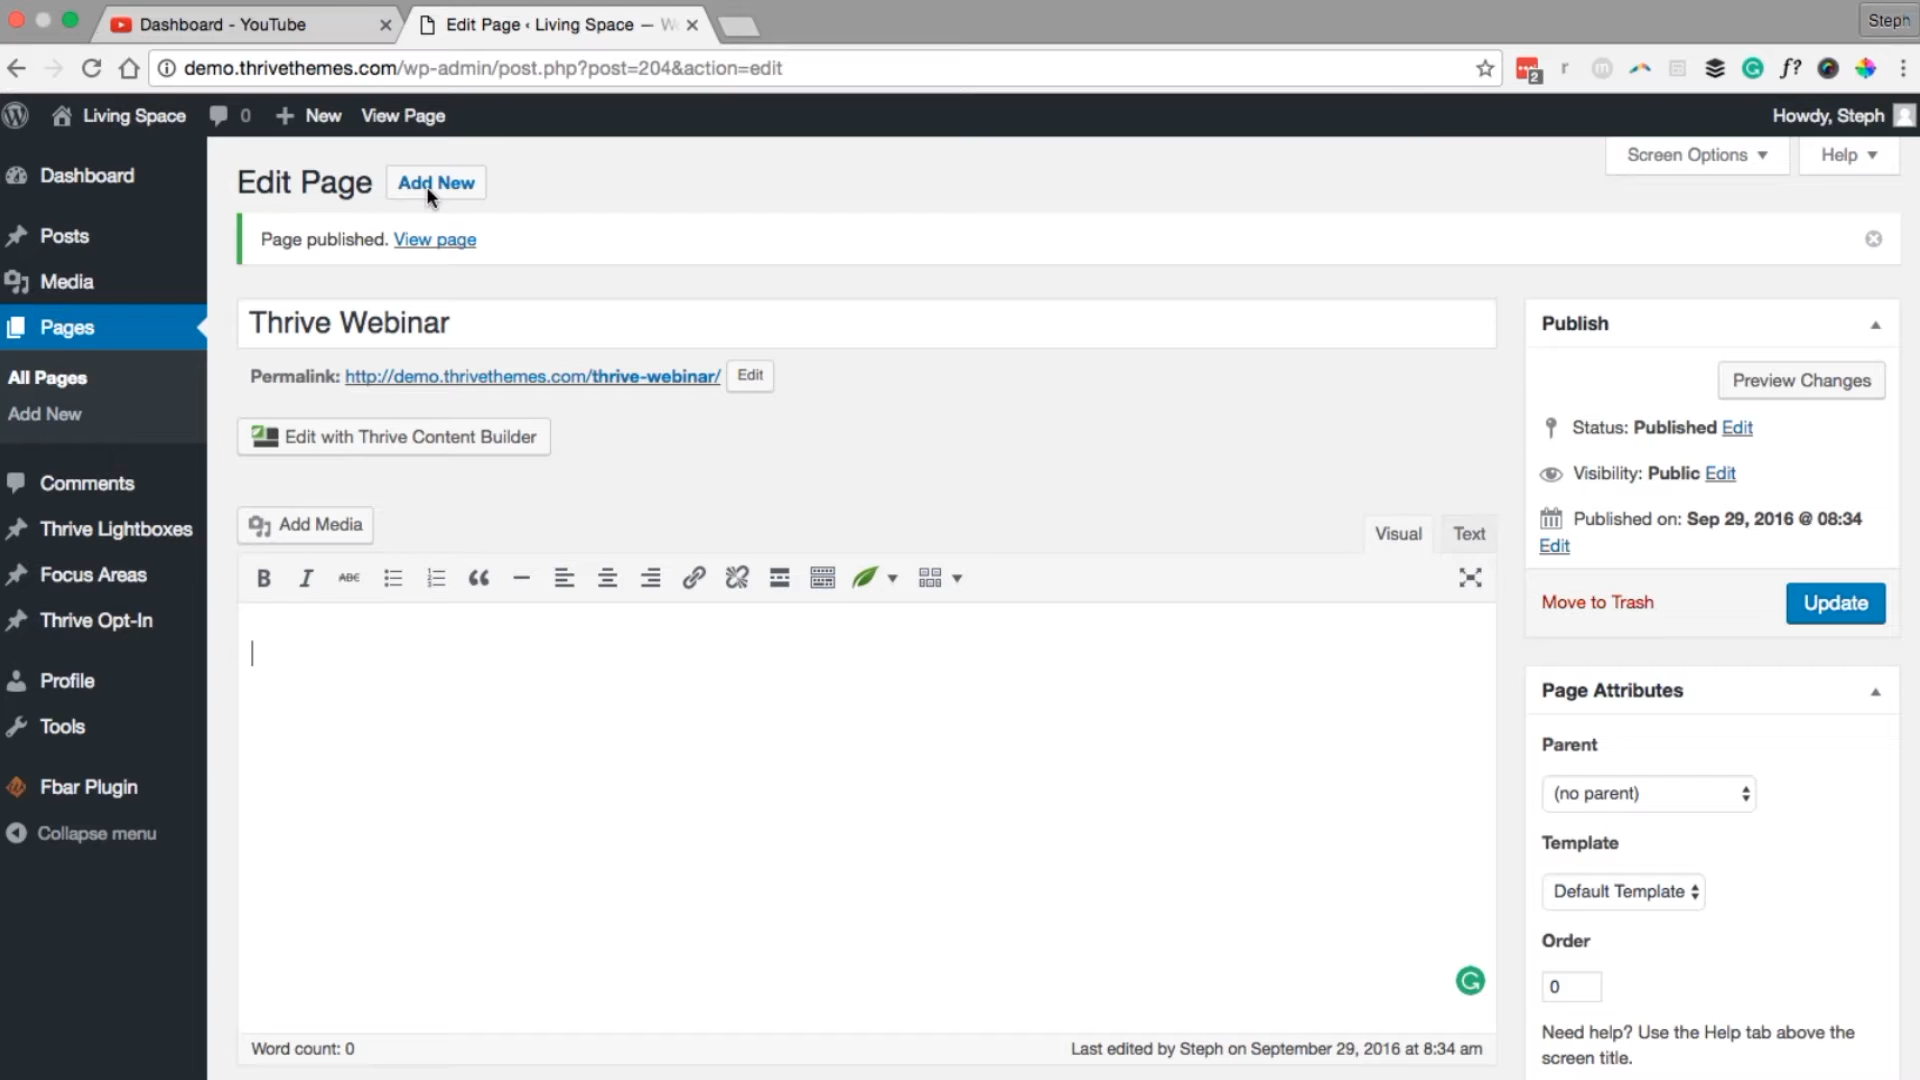 Dashboard - YouTube
Edit Page ‹ Living Space — W
Steph
demo.thrivethemes.com/wp-admin/post.php?post=204&action=edit
2
r
m
f?
Living Space
0
New
View Page
Howdy, Steph
Dashboard
Posts
Media
Pages
All Pages
Add New
Comments
Thrive Lightboxes
Focus Areas
Thrive Opt-In
Profile
Tools
Fbar Plugin
Collapse menu
Screen Options
Help
Edit Page
Add New
Page published. View page
Thrive Webinar
Permalink: http://demo.thrivethemes.com/thrive-webinar/
Edit
Edit with Thrive Content Builder
Add Media
Visual
Text
B
I
ABC
Word count: 0
Last edited by Steph on September 29, 2016 at 8:34 am
Publish
Preview Changes
Status: Published Edit
Visibility: Public Edit
Published on: Sep 29, 2016 @ 08:34
Edit
Move to Trash
Update
Page Attributes
Parent
(no parent)
Template
Default Template
Order
0
Need help? Use the Help tab above the
screen title.